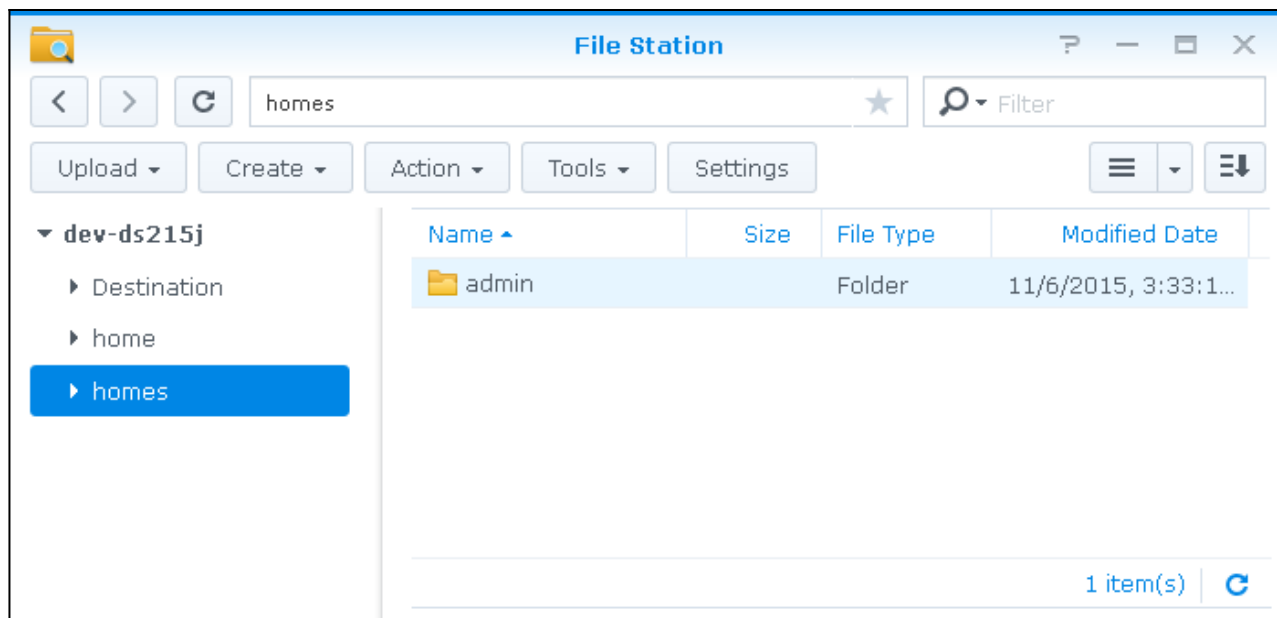 File Station
homes
Filter
Upload Create Action Tools Settings
dev-ds215j
Destination
home
homes
Name Size File Type Modified Date
admin Folder 11/6/2015, 3:33:1...
1 item(s)